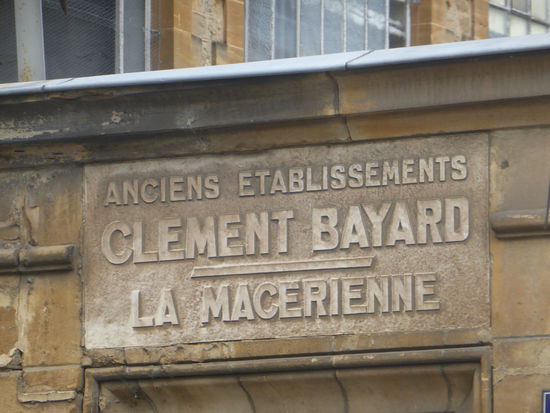 ANCIENS ETABLISSEMENTS
CLEMENT BAYARD
LA MACERIENNE